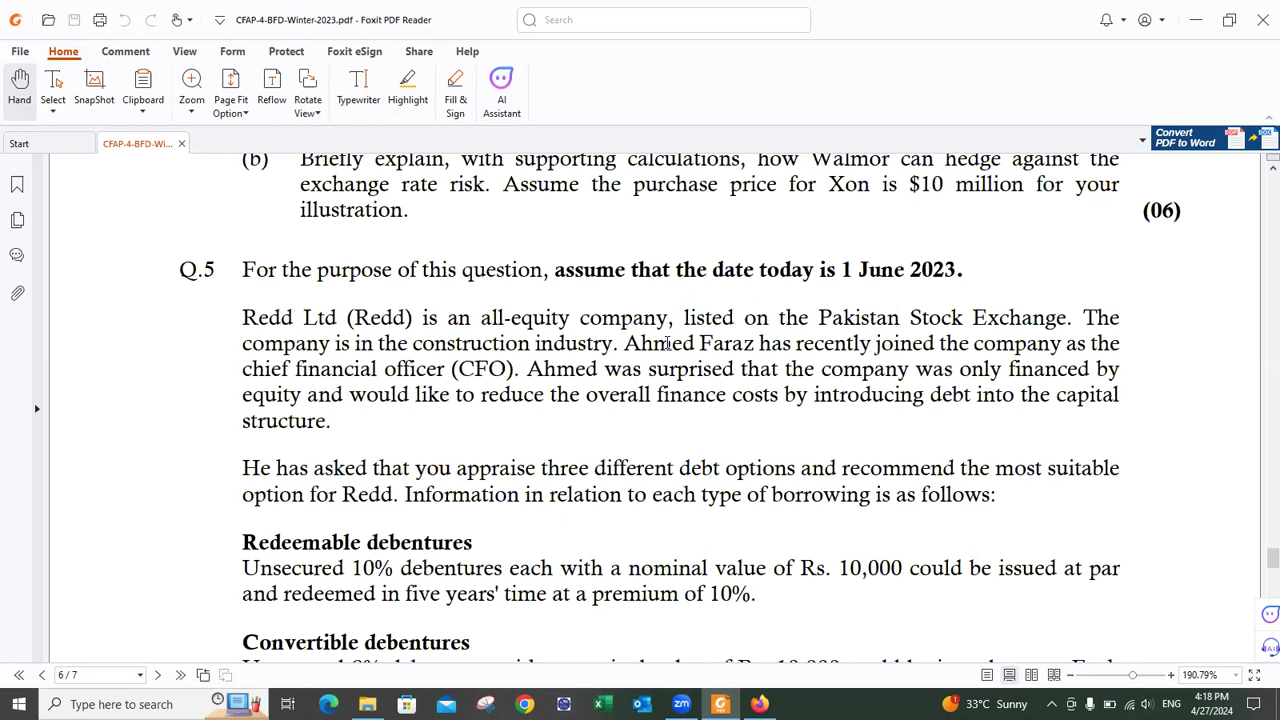 CFAP-4-BFD-Winter-2023.pdf - Foxit PDF Reader
Search
File Home Comment View Form Protect Foxit eSign Share Help
Hand Select SnapShot Clipboard Zoom Page Fit Option Reflow Rotate View Typewriter Highlight Fill & Sign AI Assistant
Start CFAP-4-BFD-Wi... Convert PDF to Word
(b) Briefly explain, with supporting calculations, how Walmor can hedge against the
exchange rate risk. Assume the purchase price for Xon is $10 million for your
illustration. (06)
Q.5 For the purpose of this question, assume that the date today is 1 June 2023.
Redd Ltd (Redd) is an all-equity company, listed on the Pakistan Stock Exchange. The
company is in the construction industry. Ahmed Faraz has recently joined the company as the
chief financial officer (CFO). Ahmed was surprised that the company was only financed by
equity and would like to reduce the overall finance costs by introducing debt into the capital
structure.
He has asked that you appraise three different debt options and recommend the most suitable
option for Redd. Information in relation to each type of borrowing is as follows:
Redeemable debentures
Unsecured 10% debentures each with a nominal value of Rs. 10,000 could be issued at par
and redeemed in five years' time at a premium of 10%.
Convertible debentures
6 / 7 190.79%
Type here to search 33°C Sunny ENG 4:18 PM
4/27/2024